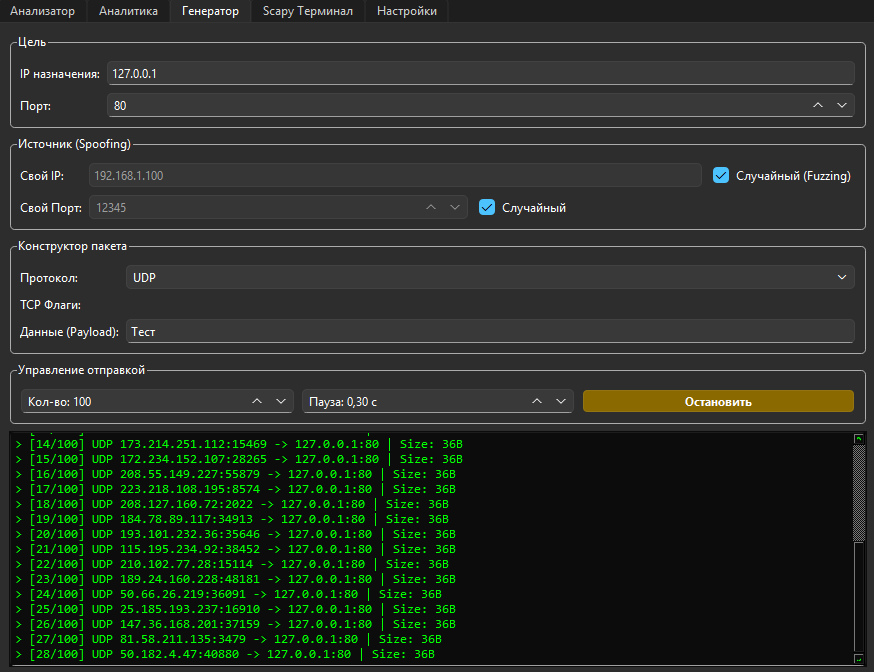 Анализатор Аналитика Генератор Scapy Терминал Настройки
Цель
IP назначения: 127.0.0.1
Порт: 80
Источник (Spoofing)
Свой IP: 192.168.1.100 Случайный (Fuzzing)
Свой Порт: 12345 Случайный
Конструктор пакета
Протокол: UDP
TCP Флаги:
Данные (Payload): Тест
Управление отправкой
Кол-во: 100 Пауза: 0,30 с Остановить
> [14/100] UDP 173.214.251.112:15469 -> 127.0.0.1:80 | Size: 36B
> [15/100] UDP 172.234.152.107:28265 -> 127.0.0.1:80 | Size: 36B
> [16/100] UDP 208.55.149.227:55879 -> 127.0.0.1:80 | Size: 36B
> [17/100] UDP 223.218.108.195:8574 -> 127.0.0.1:80 | Size: 36B
> [18/100] UDP 208.127.160.72:2022 -> 127.0.0.1:80 | Size: 36B
> [19/100] UDP 184.78.89.117:34913 -> 127.0.0.1:80 | Size: 36B
> [20/100] UDP 193.101.232.36:35646 -> 127.0.0.1:80 | Size: 36B
> [21/100] UDP 115.195.234.92:38452 -> 127.0.0.1:80 | Size: 36B
> [22/100] UDP 210.102.77.28:15114 -> 127.0.0.1:80 | Size: 36B
> [23/100] UDP 189.24.160.228:48181 -> 127.0.0.1:80 | Size: 36B
> [24/100] UDP 50.66.26.219:36091 -> 127.0.0.1:80 | Size: 36B
> [25/100] UDP 25.185.193.237:16910 -> 127.0.0.1:80 | Size: 36B
> [26/100] UDP 147.36.168.201:37159 -> 127.0.0.1:80 | Size: 36B
> [27/100] UDP 81.58.211.135:3479 -> 127.0.0.1:80 | Size: 36B
> [28/100] UDP 50.182.4.47:40880 -> 127.0.0.1:80 | Size: 36B